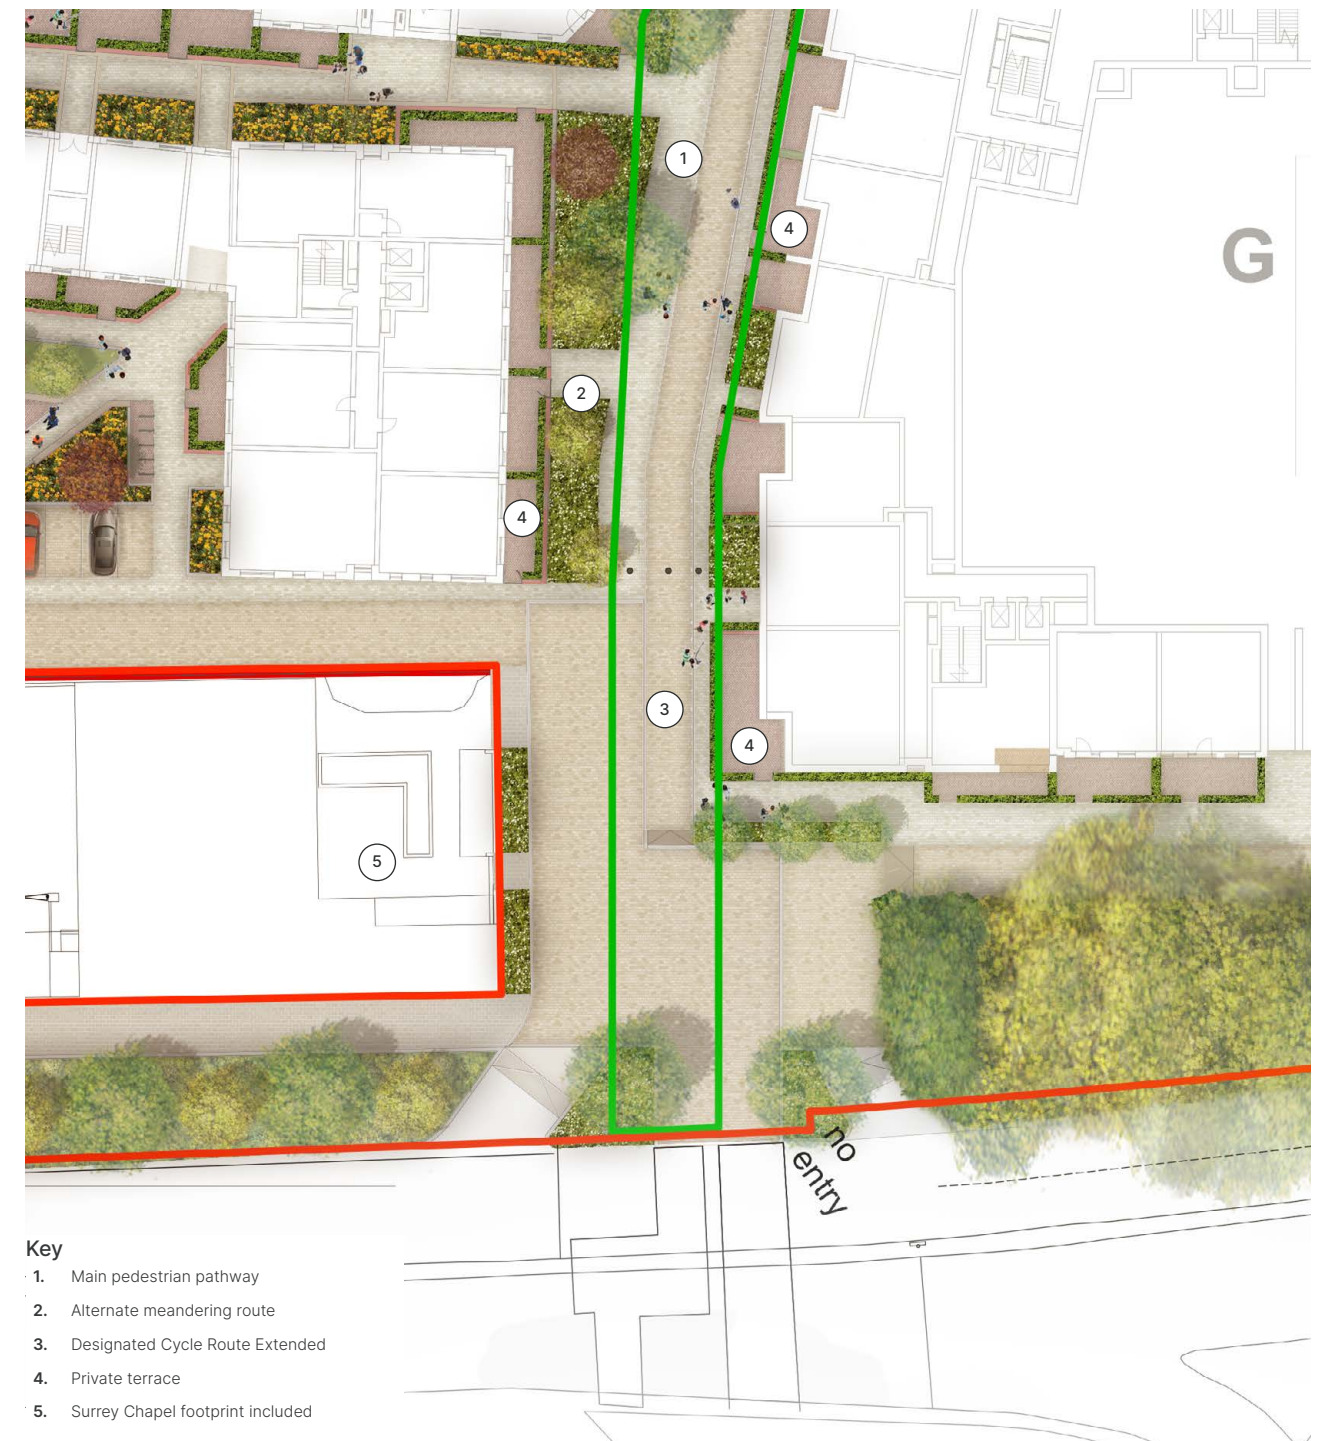 1
4
G
2
4
3
4
5
no
entry
Key
1. Main pedestrian pathway
2. Alternate meandering route
3. Designated Cycle Route Extended
4. Private terrace
5. Surrey Chapel footprint included